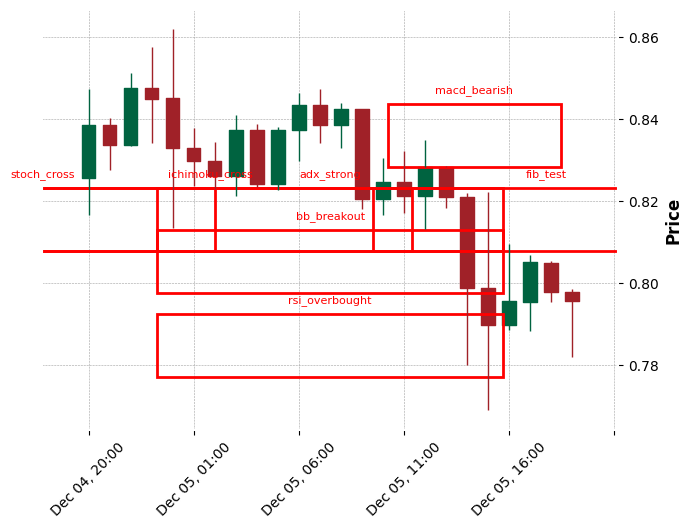 0.86
macd_bearish
0.84
stoch_cross
ichimoku_cross
adx_strong
fib_test
0.82
bb_breakout
Price
0.80
rsi_overbought
0.78
Dec 04, 20:00
Dec 05, 01:00
Dec 05, 06:00
Dec 05, 11:00
Dec 05, 16:00